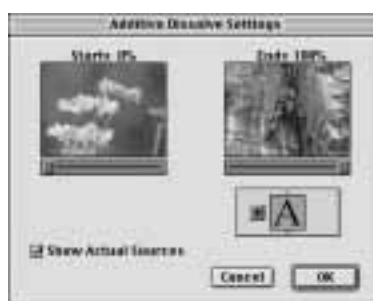 Additive Dissolve Settings
Start: 0% End: 100%
A
Show Actual Sources
Cancel OK